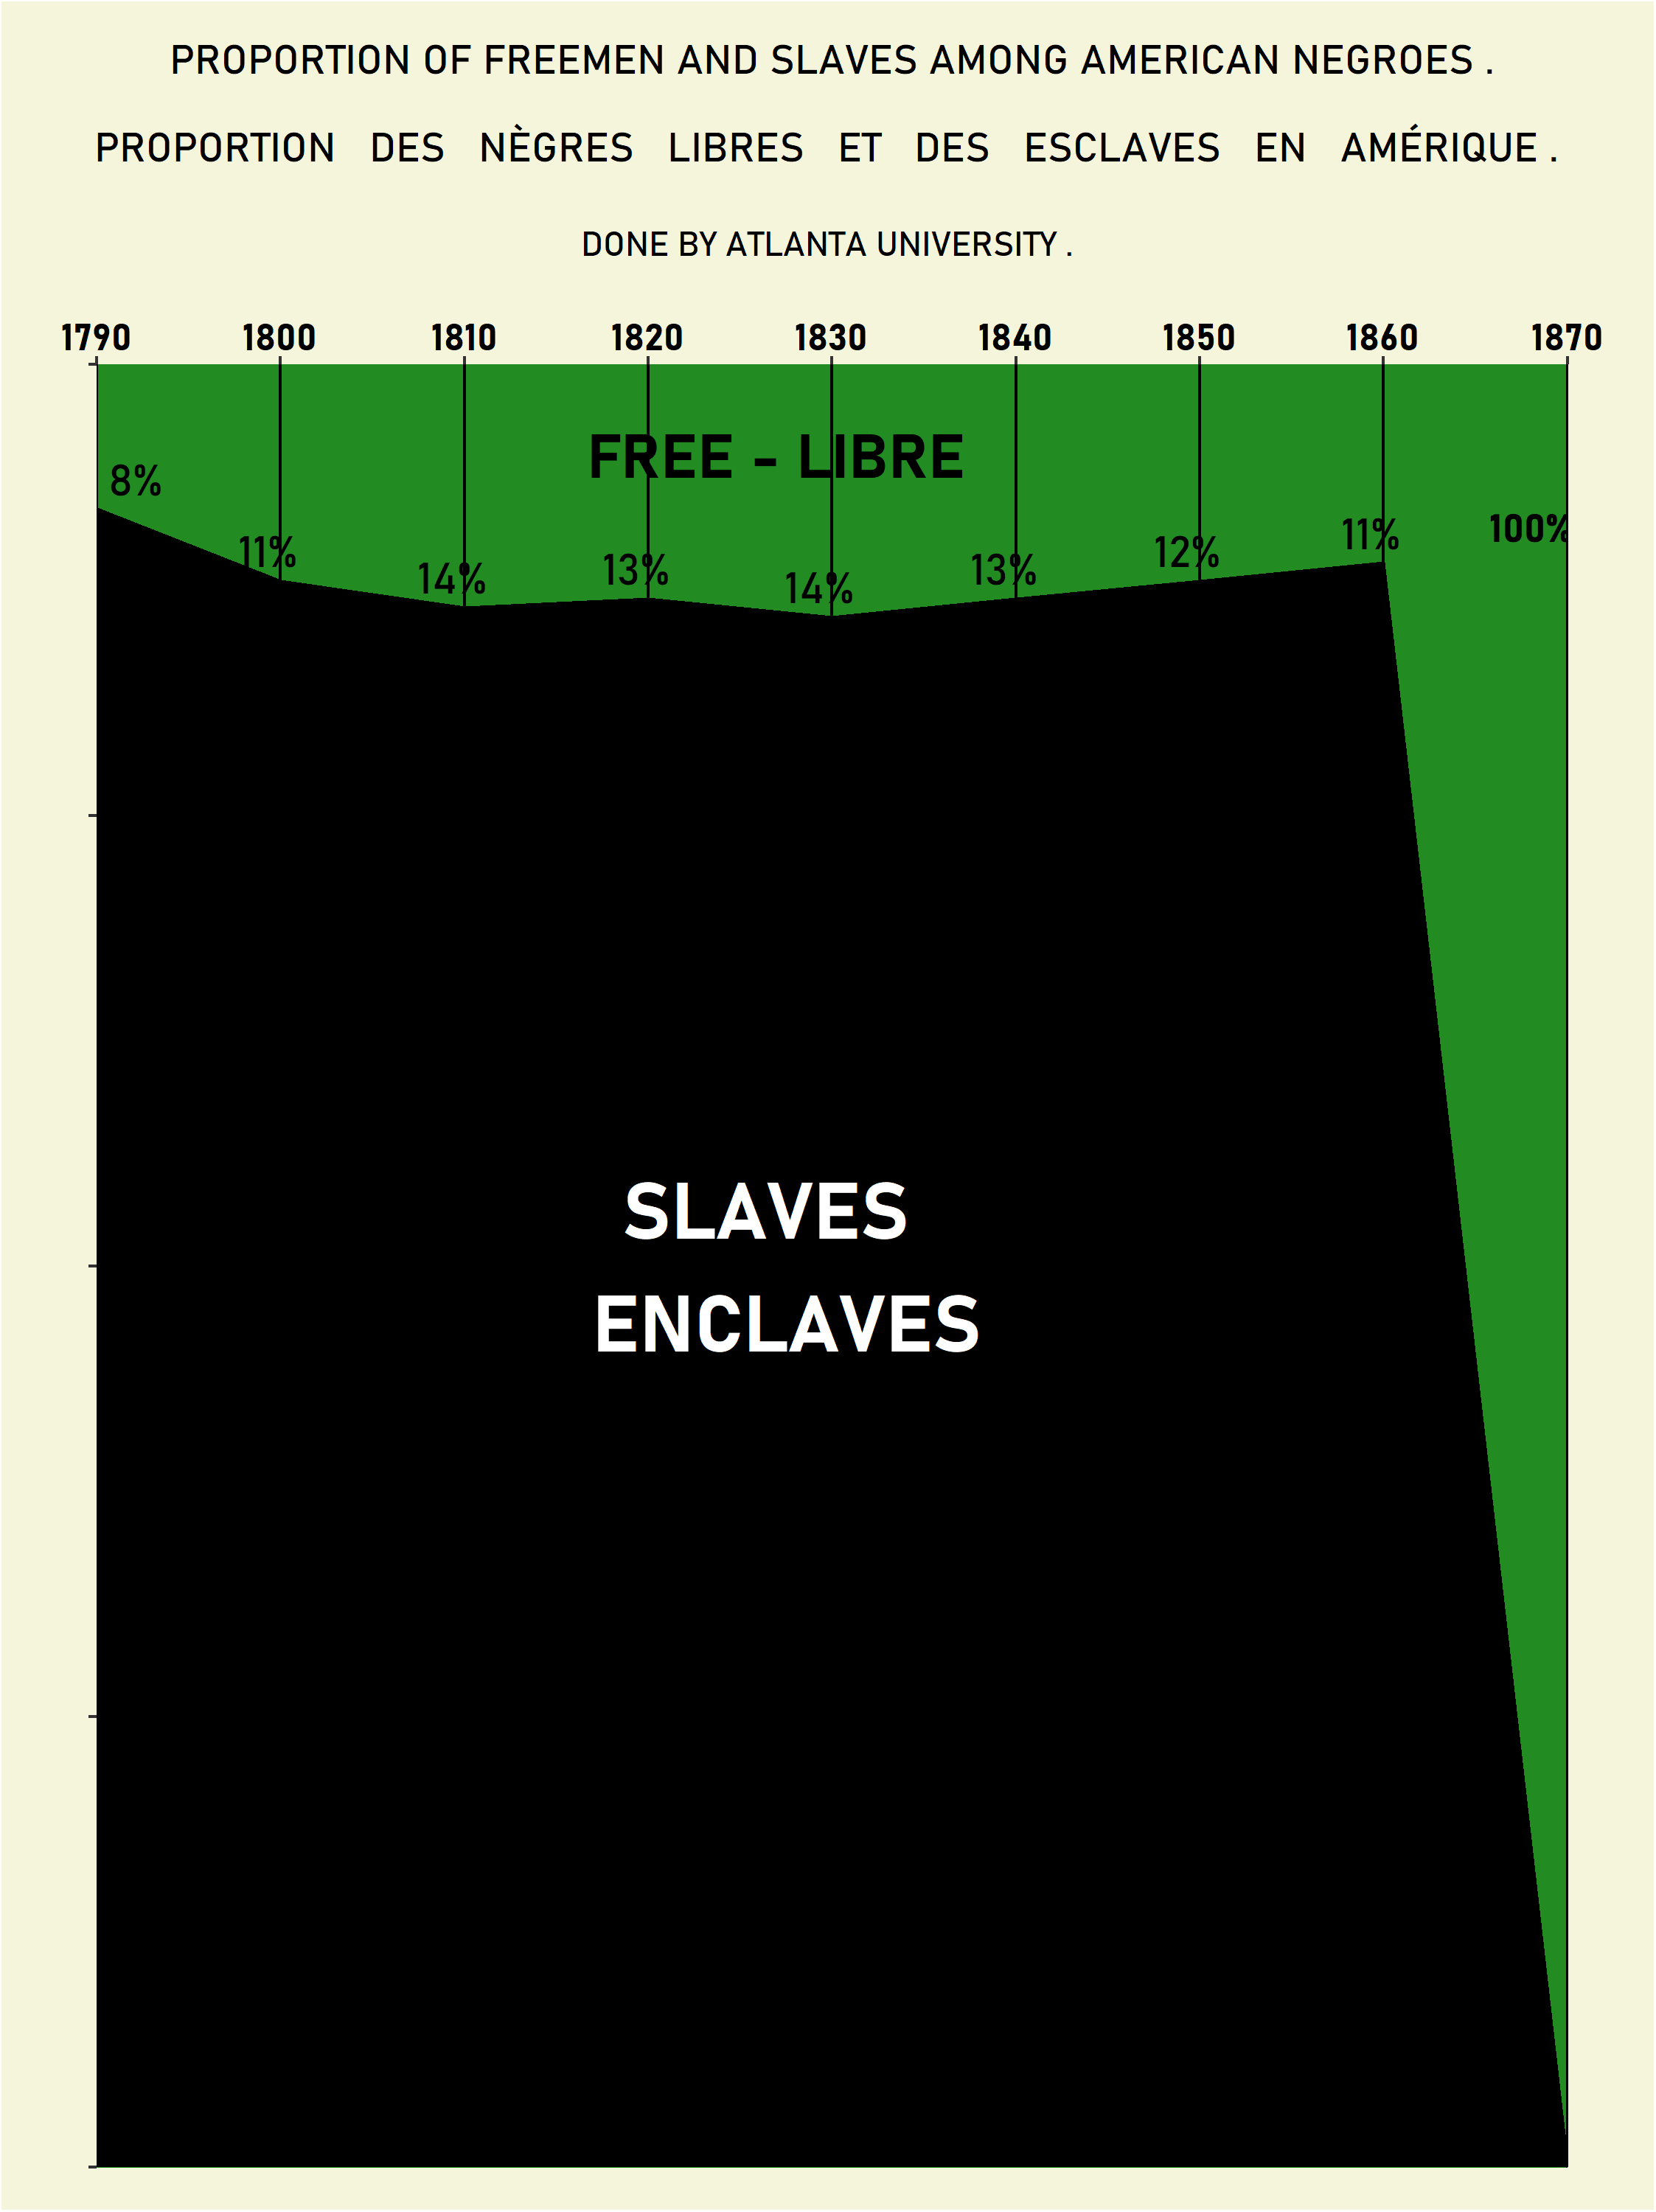 PROPORTION OF FREEMEN AND SLAVES AMONG AMERICAN NEGROES .
PROPORTION DES NÈGRES LIBRES ET DES ESCLAVES EN AMÉRIQUE .
DONE BY ATLANTA UNIVERSITY .
1790 1800 1810 1820 1830 1840 1850 1860 1870
FREE - LIBRE
8% 11% 14% 13% 14% 13% 12% 11% 100%
SLAVES
ENCLAVES